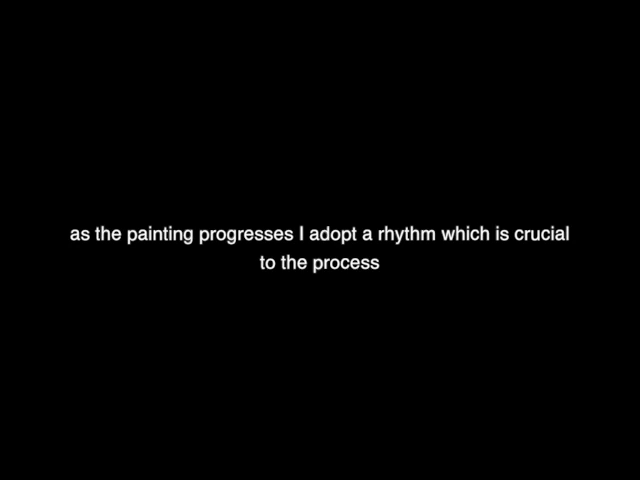 as the painting progresses I adopt a rhythm which is crucial
to the process